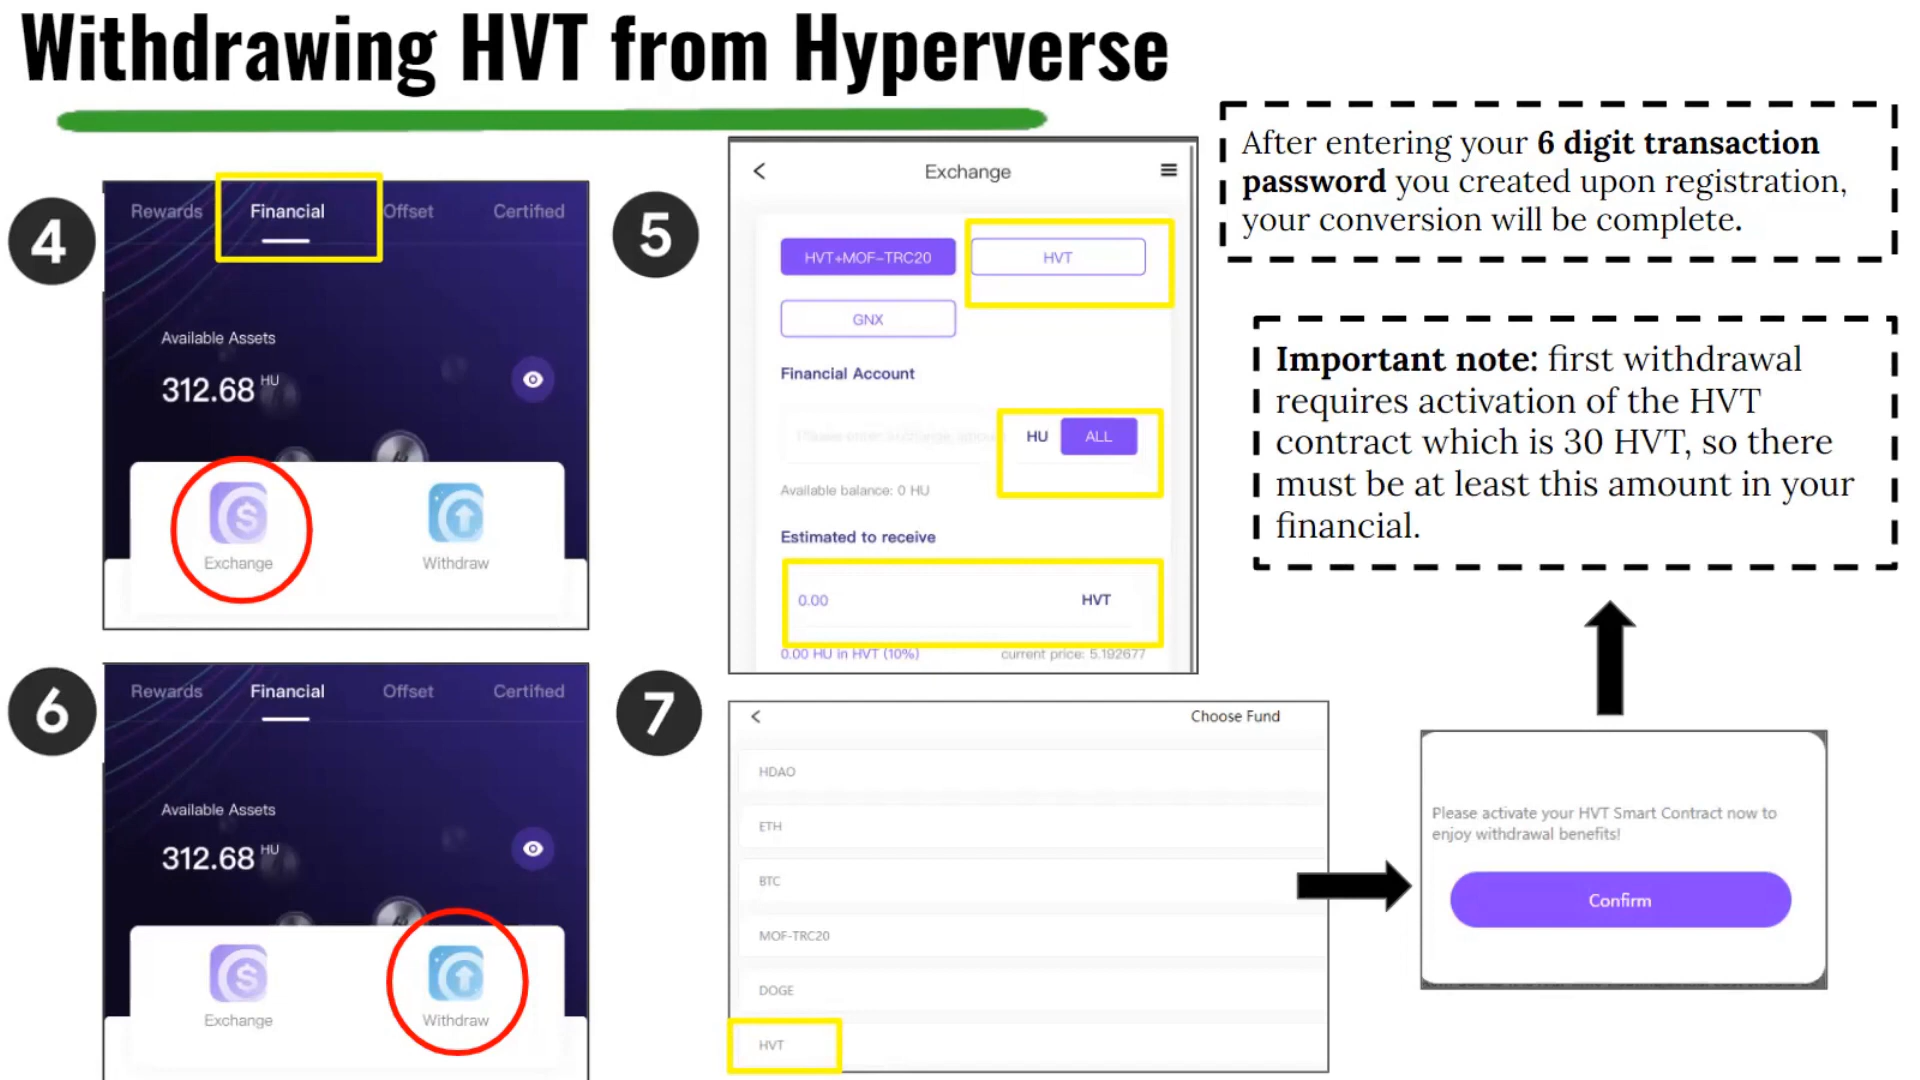 Withdrawing HVT from Hyperverse
4
Rewards Financial Offset Certified
Available Assets
312.68 HU
Exchange Withdraw
5
Exchange
HVT+MOF-TRC20 HVT
GNX
Financial Account
HU ALL
Available balance: 0 HU
Estimated to receive
0.00 HVT
0.00 HU in HVT (10%) current price: 5.192677
After entering your 6 digit transaction
password you created upon registration,
your conversion will be complete.
Important note: first withdrawal
requires activation of the HVT
contract which is 30 HVT, so there
must be at least this amount in your
financial.
6
Rewards Financial Offset Certified
Available Assets
312.68 HU
Exchange Withdraw
7
Choose Fund
HDAO
ETH
BTC
MOF-TRC20
DOGE
HVT
Please activate your HVT Smart Contract now to
enjoy withdrawal benefits!
Confirm